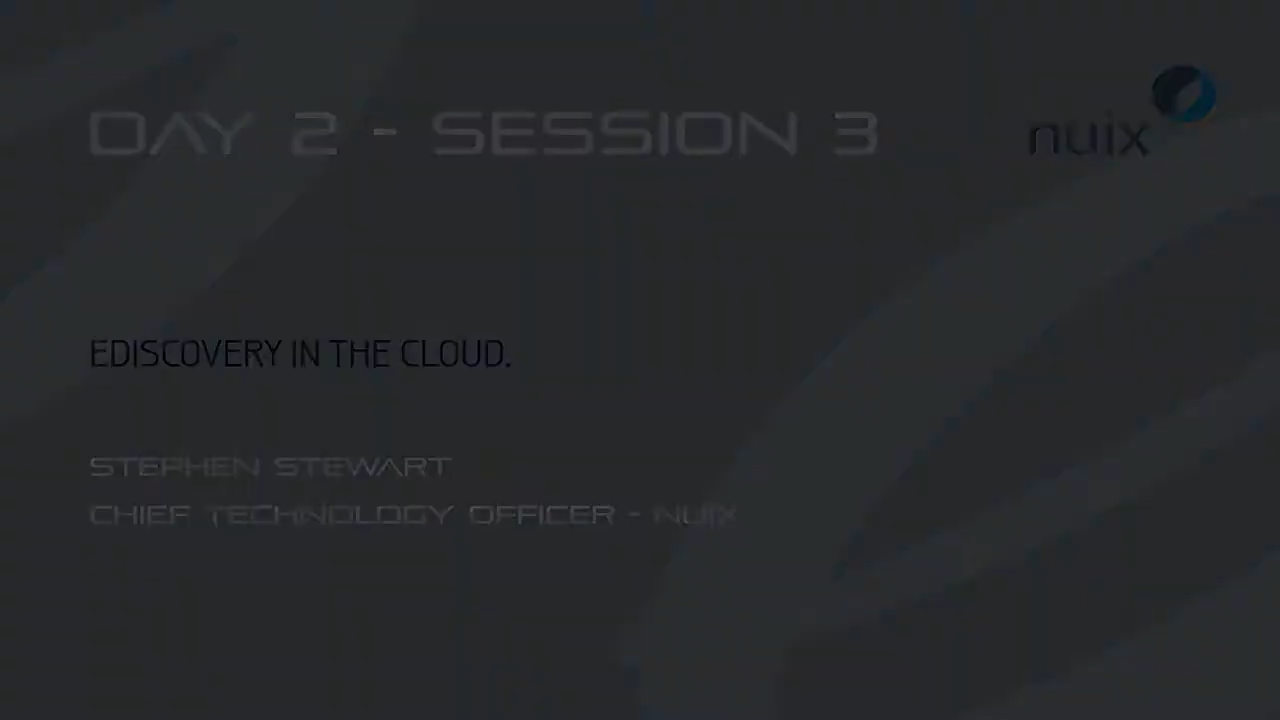 DAY 2 - SESSION 3
nuix
EDISCOVERY IN THE CLOUD.
STEPHEN STEWART
CHIEF TECHNOLOGY OFFICER - NUIX